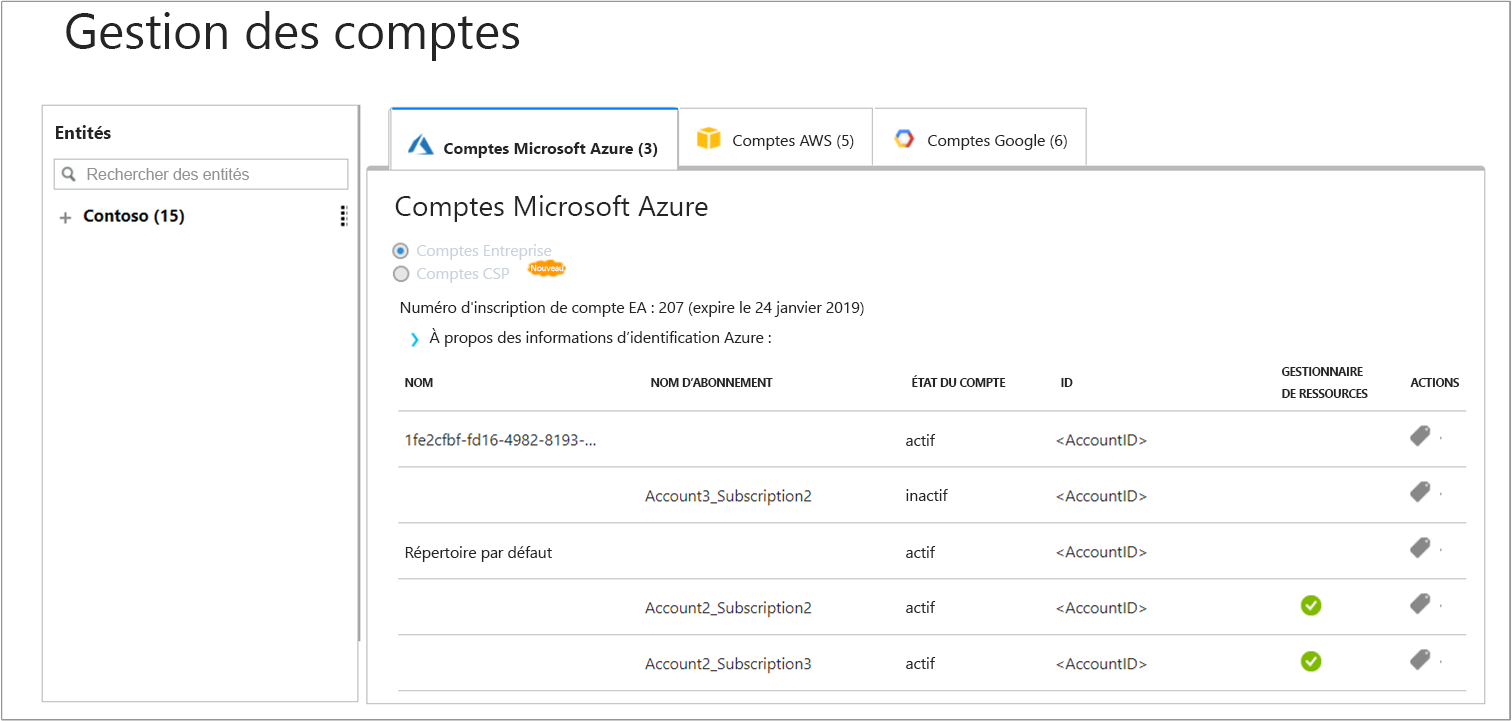 Gestion des comptes
Entités
Rechercher des entités
+ Contoso (15)
Comptes Microsoft Azure (3)
Comptes AWS (5)
Comptes Google (6)
Comptes Microsoft Azure
Comptes Entreprise
Comptes CSP
Nouveau
Numéro d'inscription de compte EA : 207 (expire le 24 janvier 2019)
À propos des informations d’identification Azure :
NOM
NOM D’ABONNEMENT
ÉTAT DU COMPTE
ID
GESTIONNAIRE
DE RESSOURCES
ACTIONS
1fe2cfbf-fd16-4982-8193-... actif <AccountID>
Account3_Subscription2 inactif <AccountID>
Répertoire par défaut actif <AccountID>
Account2_Subscription2 actif <AccountID>
Account2_Subscription3 actif <AccountID>